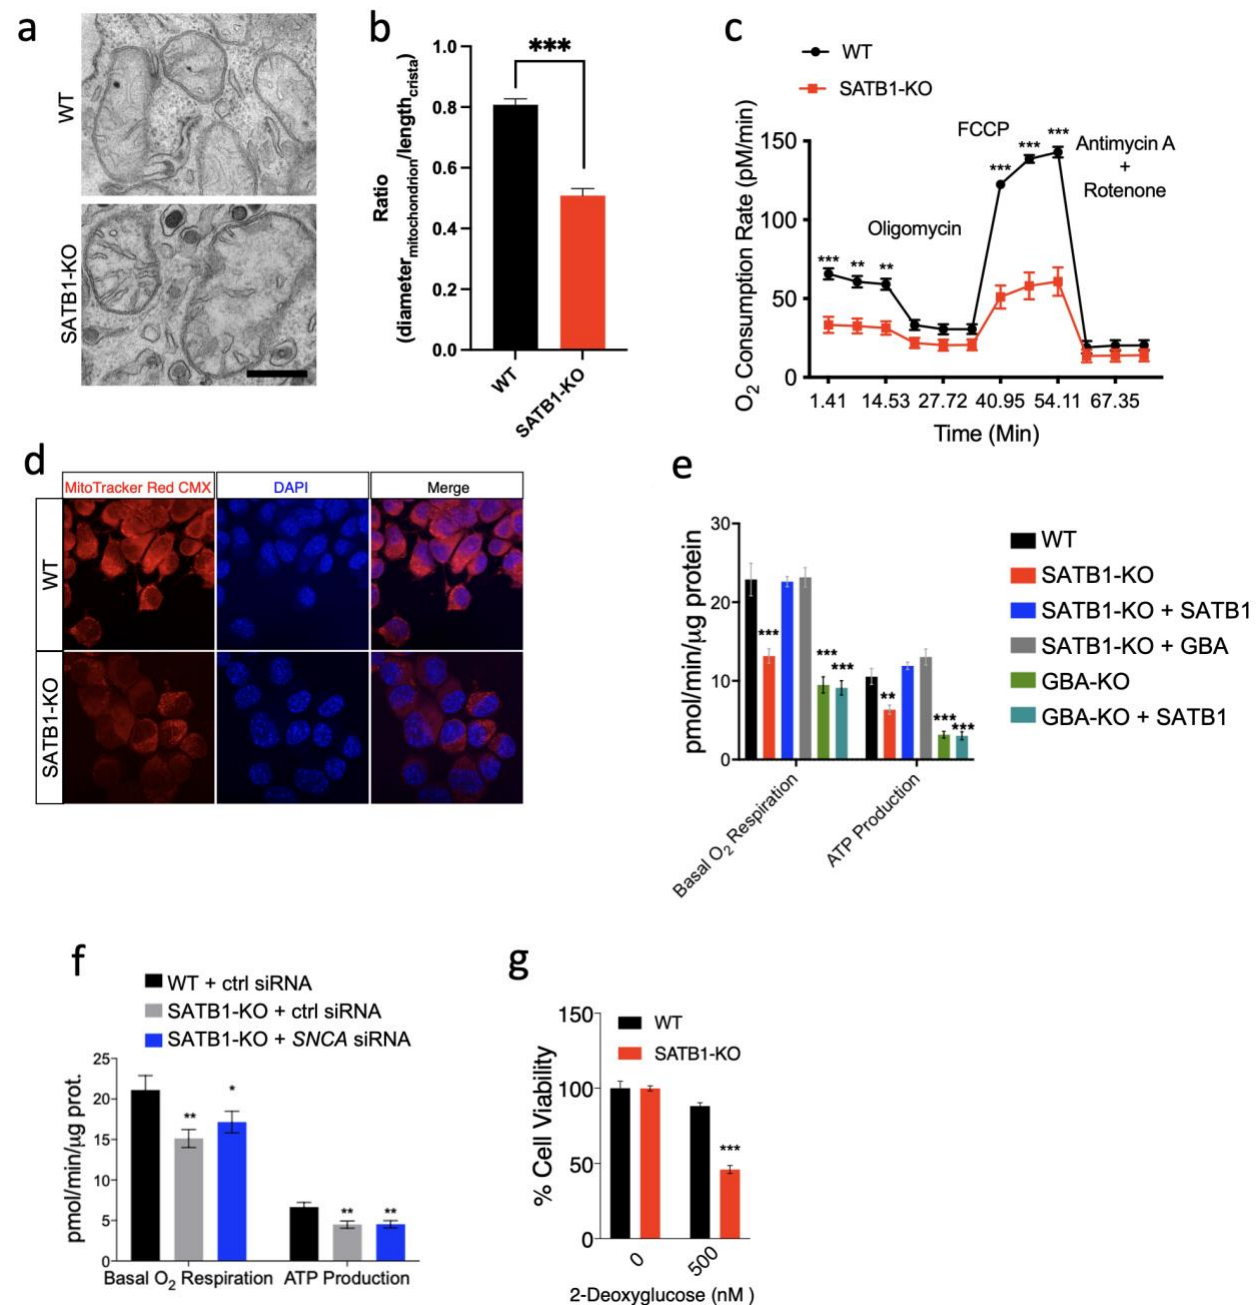 a
WT
SATB1-KO
b
***
1.0
0.8
0.6
0.4
0.2
0.0
Ratio
(diametermitochondrion/lengthcrista)
WT
SATB1-KO
c
WT
SATB1-KO
O2 Consumption Rate (pM/min)
150
100
50
0
***
**
**
Oligomycin
FCCP
***
***
***
Antimycin A
+
Rotenone
1.41 14.53 27.72 40.95 54.11 67.35
Time (Min)
d
MitoTracker Red CMX DAPI Merge
WT
SATB1-KO
e
pmol/min/μg protein
30
20
10
0
***
***
***
**
***
***
Basal O2 Respiration
ATP Production
WT
SATB1-KO
SATB1-KO + SATB1
SATB1-KO + GBA
GBA-KO
GBA-KO + SATB1
f
WT + ctrl siRNA
SATB1-KO + ctrl siRNA
SATB1-KO + SNCA siRNA
pmol/min/μg prot.
25
20
15
10
5
0
**
*
**
**
Basal O2 Respiration ATP Production
g
WT
SATB1-KO
% Cell Viability
150
100
50
0
***
0 500
2-Deoxyglucose (nM )